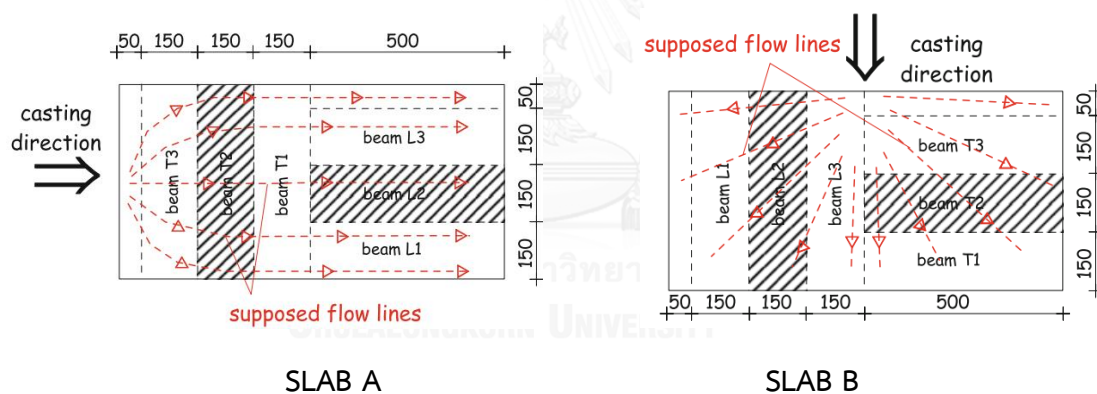 50 150 150 150 500
casting
direction
beam T3
beam T2
beam T1
beam L3
beam L2
beam L1
50
150
150
150
supposed flow lines
SLAB A
supposed flow lines
casting
direction
beam L1
beam L2
beam L3
beam T3
beam T2
beam T1
50
150
150
150
50 150 150 150 500
SLAB B
CHULALONGKORN UNIVERSITY